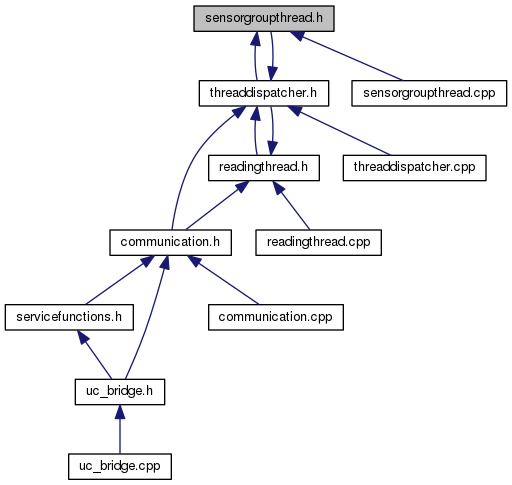 sensorgroupthread.h
threaddispatcher.h
sensorgroupthread.cpp
readingthread.h
threaddispatcher.cpp
communication.h
readingthread.cpp
servicefunctions.h
communication.cpp
uc_bridge.h
uc_bridge.cpp